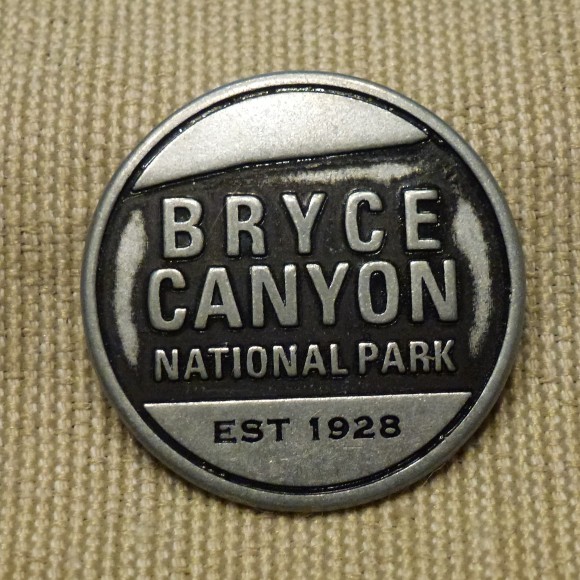 BRYCE
CANYON
NATIONAL PARK
EST 1928